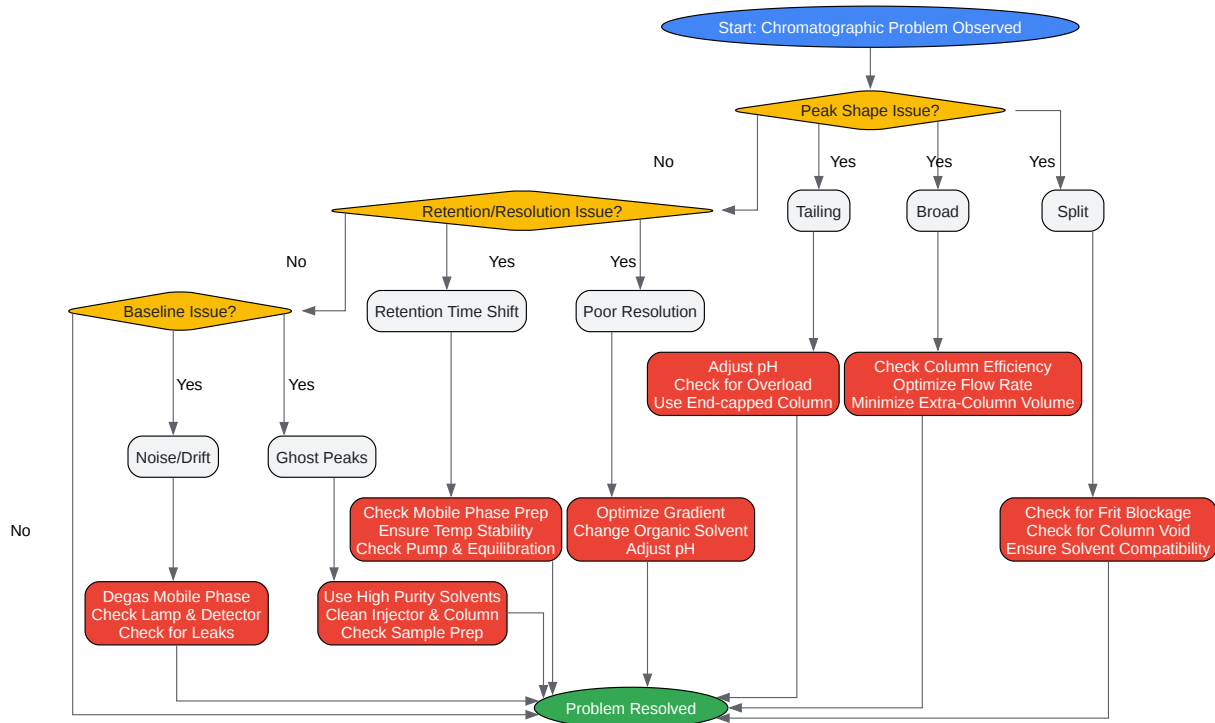 Start: Chromatographic Problem Observed
Peak Shape Issue?
No
Yes
Yes
Yes
Retention/Resolution Issue?
Tailing
Broad
Split
No
Yes
Yes
Baseline Issue?
Retention Time Shift
Poor Resolution
Adjust pH
Check for Overload
Use End-capped Column
Check Column Efficiency
Optimize Flow Rate
Minimize Extra-Column Volume
Yes
Yes
Noise/Drift
Ghost Peaks
No
Check Mobile Phase Prep
Ensure Temp Stability
Check Pump & Equilibration
Optimize Gradient
Change Organic Solvent
Adjust pH
Check for Frit Blockage
Check for Column Void
Ensure Solvent Compatibility
Degas Mobile Phase
Check Lamp & Detector
Check for Leaks
Use High Purity Solvents
Clean Injector & Column
Check Sample Prep
Problem Resolved